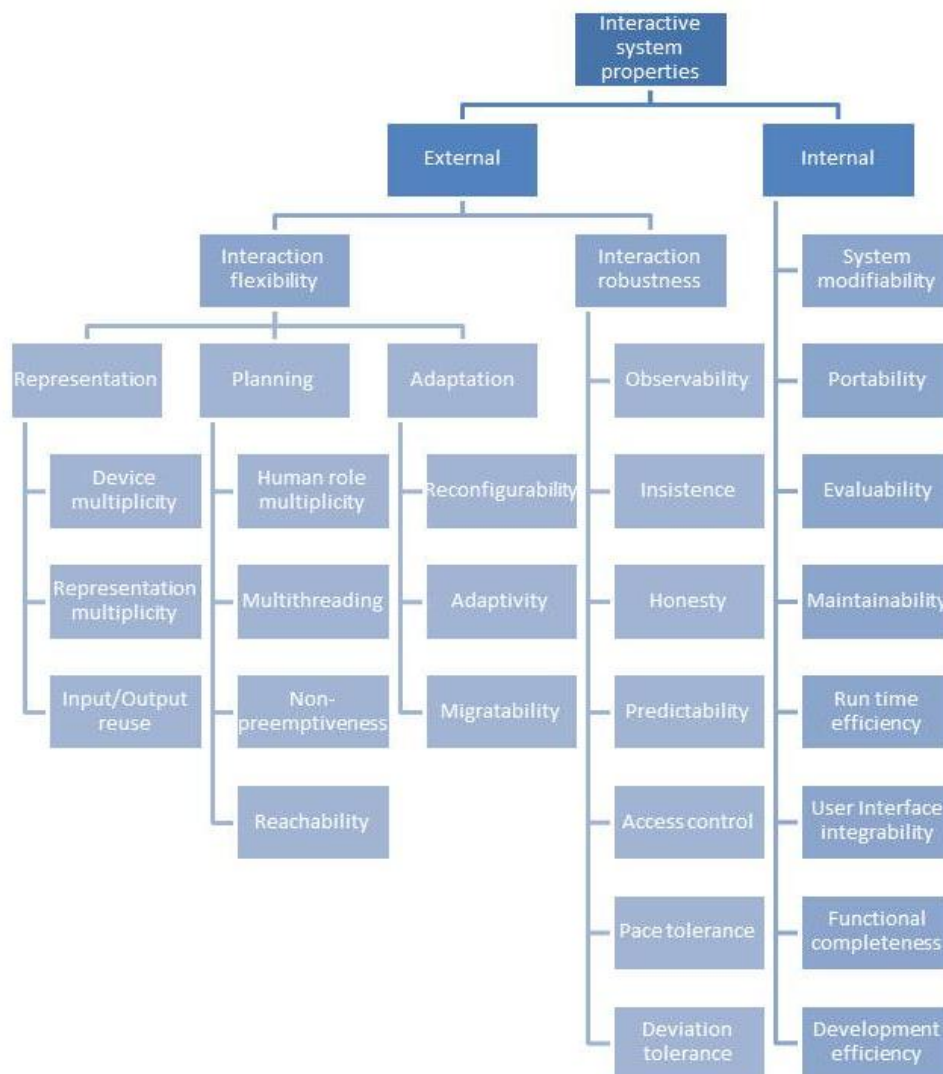 Interactive
system
properties
External
Internal
Interaction
flexibility
Interaction
robustness
System
modifiability
Representation
Planning
Adaptation
Observability
Portability
Device
multiplicity
Human role
multiplicity
Reconfigurability
Insistence
Evaluability
Representation
multiplicity
Multithreading
Adaptivity
Honesty
Maintainability
Input/Output
reuse
Non-
preemptiveness
Migratability
Predictability
Run time
efficiency
Reachability
Access control
User Interface
integrability
Pace tolerance
Functional
completeness
Deviation
tolerance
Development
efficiency